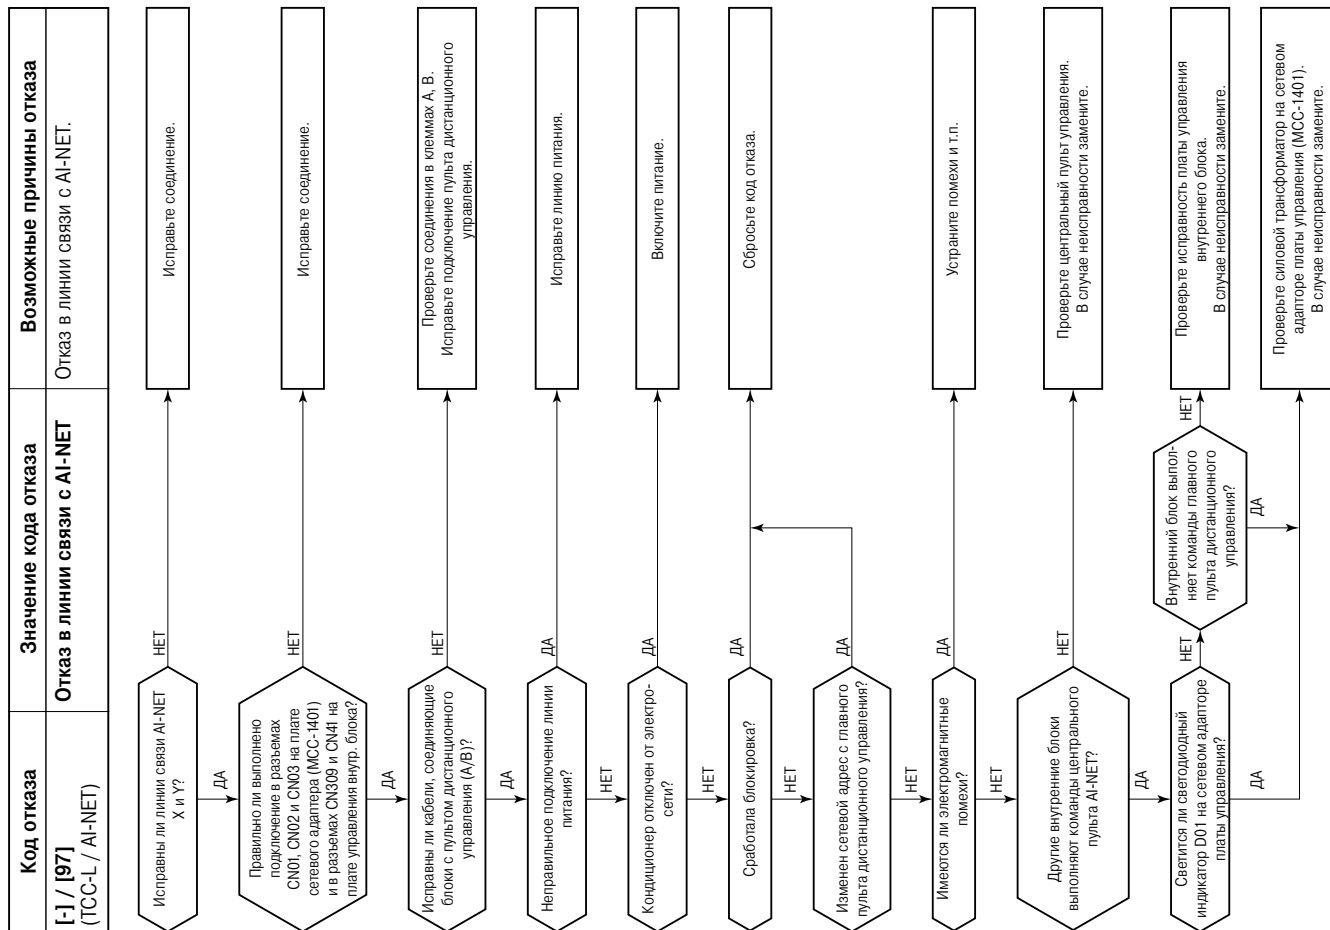 Код отказа
Значение кода отказа
Возможные причины отказа
[-] / [97]
(TCC-L / AI-NET)
Отказ в линии связи с AI-NET
Отказ в линии связи с AI-NET.
Исправны ли линии связи AI-NET
X и Y?
НЕТ
Исправьте соединение.
ДА
Правильно ли выполнено
подключение в разъемах
CN01, CN02 и CN03 на плате
сетевого адаптера (MCC-1401)
и в разъемах CN309 и CN41 на
плате управления внутр. блока?
НЕТ
Исправьте соединение.
ДА
Исправны ли кабели, соединяющие
блоки с пультом дистанционного
управления (A/B)?
НЕТ
Проверьте соединения в клеммах A, B.
Исправьте подключение пульта дистанционного
управления.
ДА
Неправильное подключение линии
питания?
ДА
Исправьте линию питания.
НЕТ
Кондиционер отключен от электро-
сети?
ДА
Включите питание.
НЕТ
Сработала блокировка?
ДА
Сбросьте код отказа.
НЕТ
Изменен сетевой адрес с главного
пульта дистанционного управления?
ДА
НЕТ
Имеются ли электромагнитные
помехи?
ДА
Устраните помехи и т.п.
НЕТ
Другие внутренние блоки
выполняют команды центрального
пульта AI-NET?
НЕТ
Проверьте центральный пульт управления.
В случае неисправности замените.
ДА
Светится ли светодиодный
индикатор D01 на сетевом адапторе
платы управления?
НЕТ
Внутренний блок выпол-
няет команды главного
пульта дистанционного
управления?
НЕТ
Проверьте исправность платы управления
внутреннего блока.
В случае неисправности замените.
ДА
ДА
Проверьте силовой трансформатор на сетевом
адапторе платы управления (MCC-1401).
В случае неисправности замените.